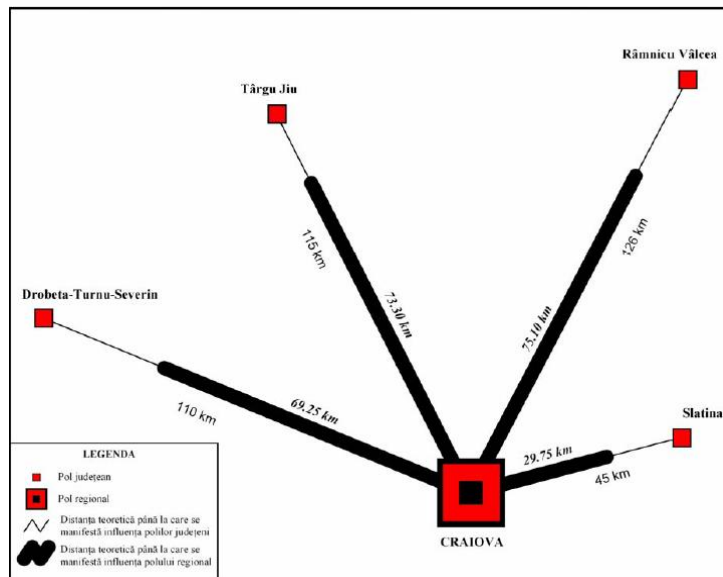 Râmnicu Vâlcea
Târgu Jiu
115 km
126 km
73.30 km
75.10 km
Drobeta-Turnu-Severin
110 km
69.25 km
Slatina
29.75 km
45 km
CRAIOVA
LEGENDA
Pol județean
Pol regional
Distanța teoretică până la care se
manifestă influența polilor județeni
Distanța teoretică până la care se
manifestă influența polului regional